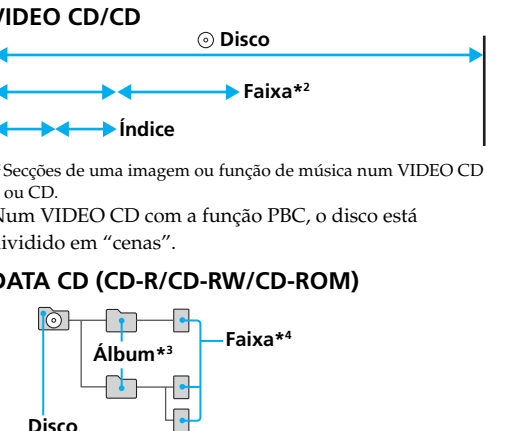 VIDEO CD/CD
Disco
Faixa*2
Índice
Secções de uma imagem ou função de música num VIDEO CD
ou CD.
Num VIDEO CD com a função PBC, o disco está
dividido em “cenas”.
DATA CD (CD-R/CD-RW/CD-ROM)
Faixa*4
Álbum*3
Disco